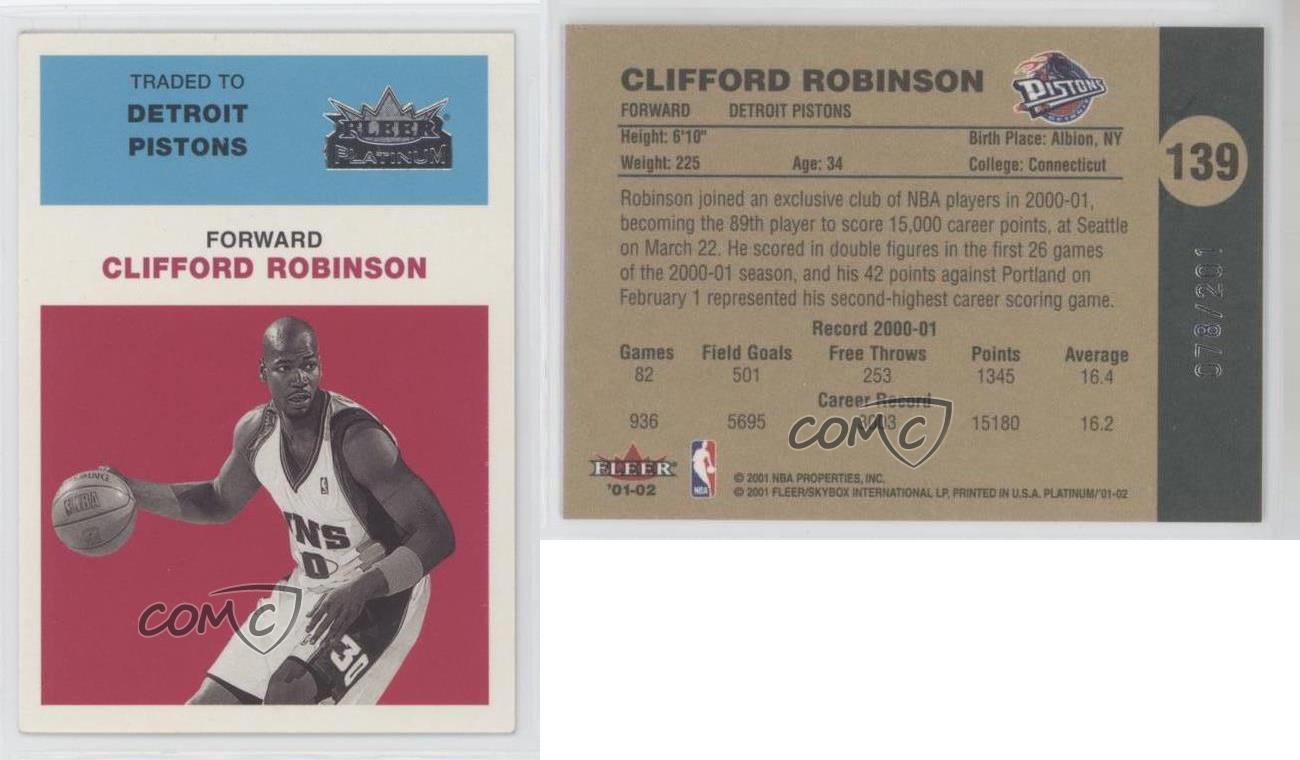 TRADED TO
DETROIT
PISTONS
FLEER
PLATINUM
FORWARD
CLIFFORD ROBINSON
SPALDING
NBA
30
COMC
CLIFFORD ROBINSON
PISTONS
DETROIT
FORWARD DETROIT PISTONS
Height: 6'10" Birth Place: Albion, NY
Weight: 225 Age: 34 College: Connecticut
139
Robinson joined an exclusive club of NBA players in 2000-01,
becoming the 89th player to score 15,000 career points, at Seattle
on March 22. He scored in double figures in the first 26 games
of the 2000-01 season, and his 42 points against Portland on
February 1 represented his second-highest career scoring game.
078/201
Record 2000-01
Games Field Goals Free Throws Points Average
82 501 253 1345 16.4
Career Record
936 5695 3003 15180 16.2
COMC
FLEER
'01-02
NBA
© 2001 NBA PROPERTIES, INC.
© 2001 FLEER/SKYBOX INTERNATIONAL LP, PRINTED IN U.S.A. PLATINUM/'01-02